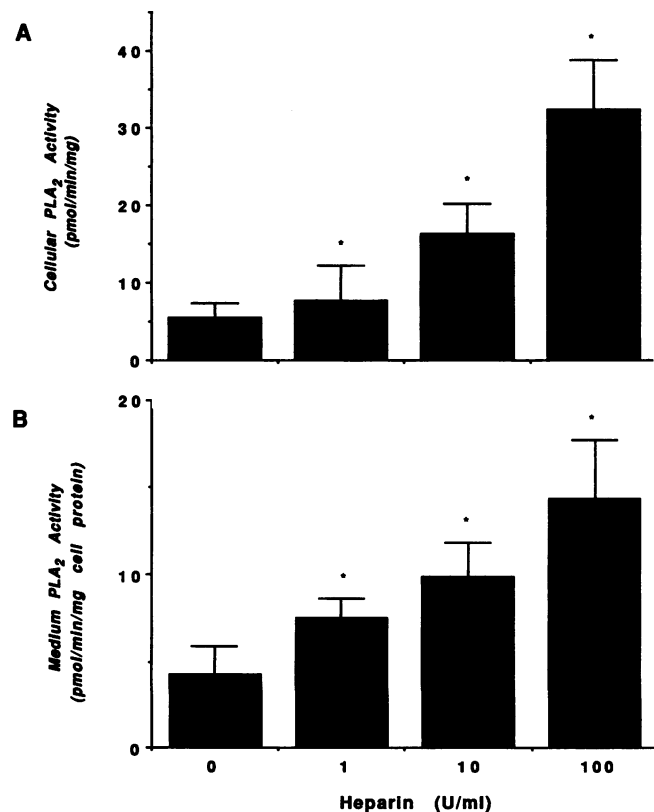 A
Cellular PLA2 Activity
(pmol/min/mg)
40
30
20
10
0
*
*
*
B
Medium PLA2 Activity
(pmol/min/mg cell protein)
20
10
0
*
*
*
0 1 10 100
Heparin (U/ml)